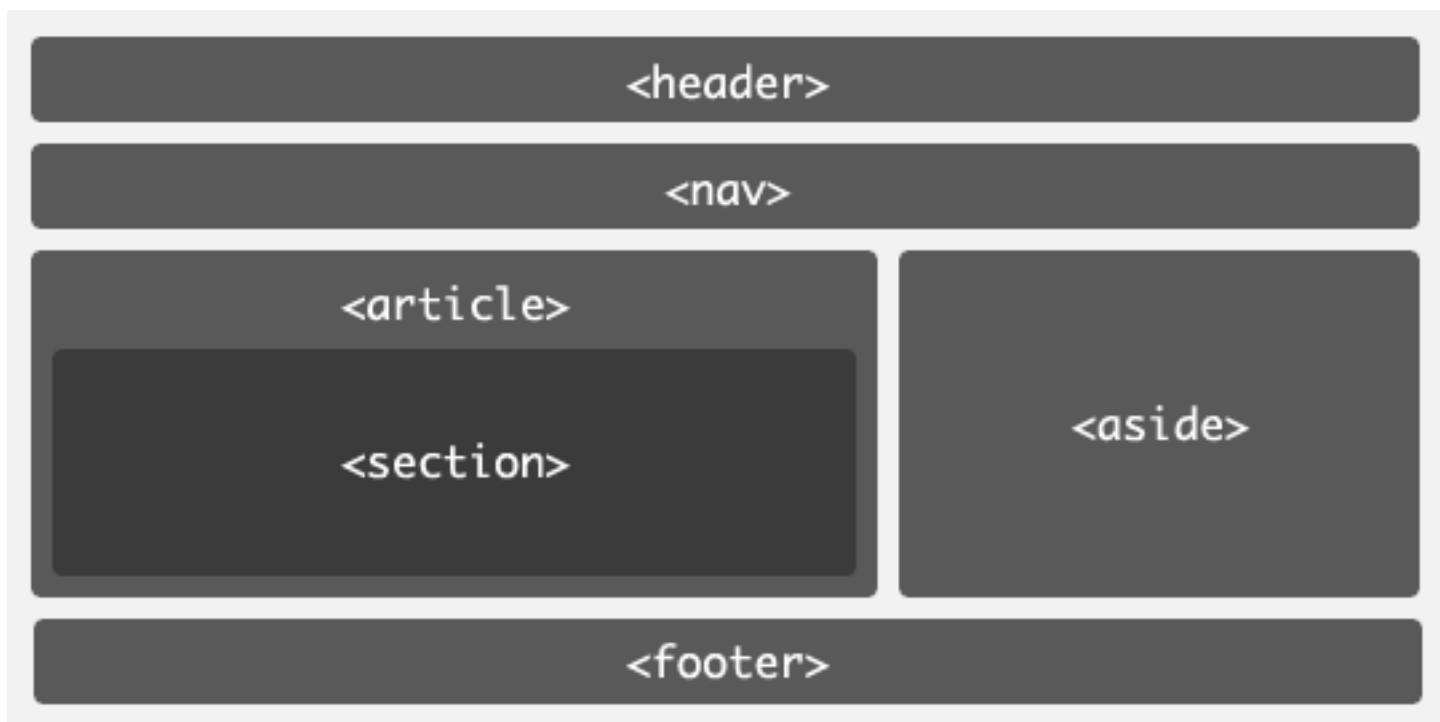 <header>
<nav>
<article>
<section>
<aside>
<footer>